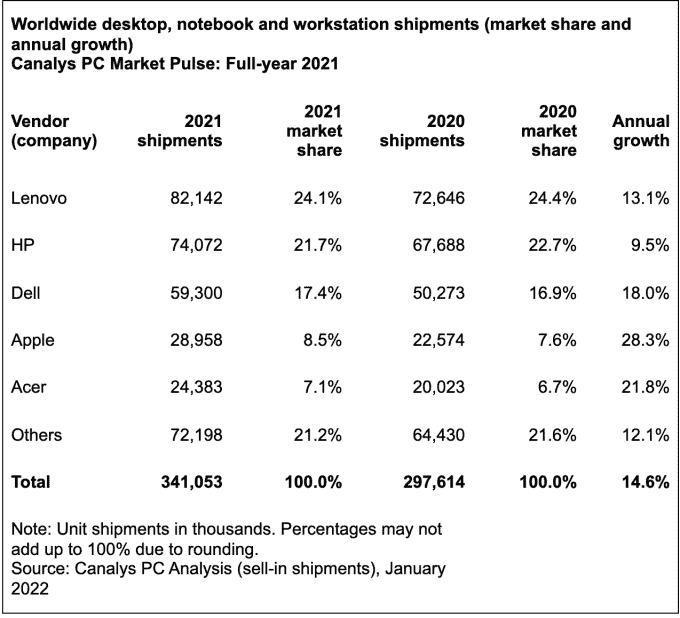 Worldwide desktop, notebook and workstation shipments (market share and
annual growth)
Canalys PC Market Pulse: Full-year 2021
Vendor (company) 2021 shipments 2021 market share 2020 shipments 2020 market share Annual growth
Lenovo 82,142 24.1% 72,646 24.4% 13.1%
HP 74,072 21.7% 67,688 22.7% 9.5%
Dell 59,300 17.4% 50,273 16.9% 18.0%
Apple 28,958 8.5% 22,574 7.6% 28.3%
Acer 24,383 7.1% 20,023 6.7% 21.8%
Others 72,198 21.2% 64,430 21.6% 12.1%
Total 341,053 100.0% 297,614 100.0% 14.6%
Note: Unit shipments in thousands. Percentages may not
add up to 100% due to rounding.
Source: Canalys PC Analysis (sell-in shipments), January
2022